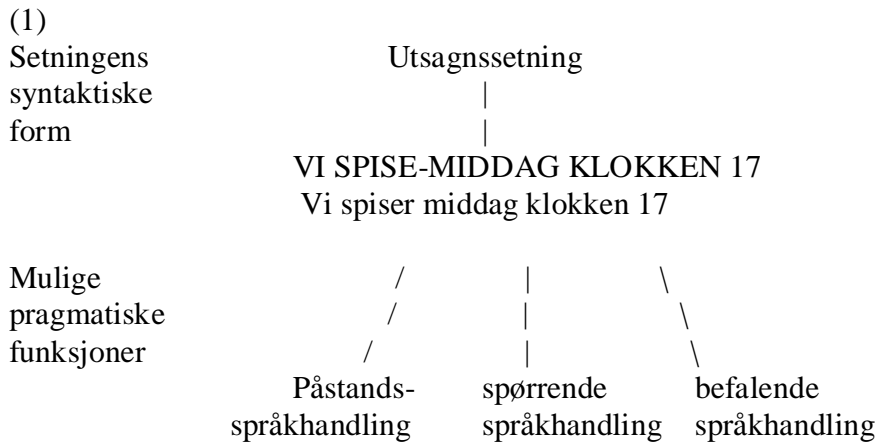 (1)
Setningens Utsagnssetning
syntaktiske |
form |
VI SPISE-MIDDAG KLOKKEN 17
Vi spiser middag klokken 17
Mulige / | \
pragmatiske / | \
funksjoner / | \
Påstands- spørrende befalende
språkhandling språkhandling språkhandling